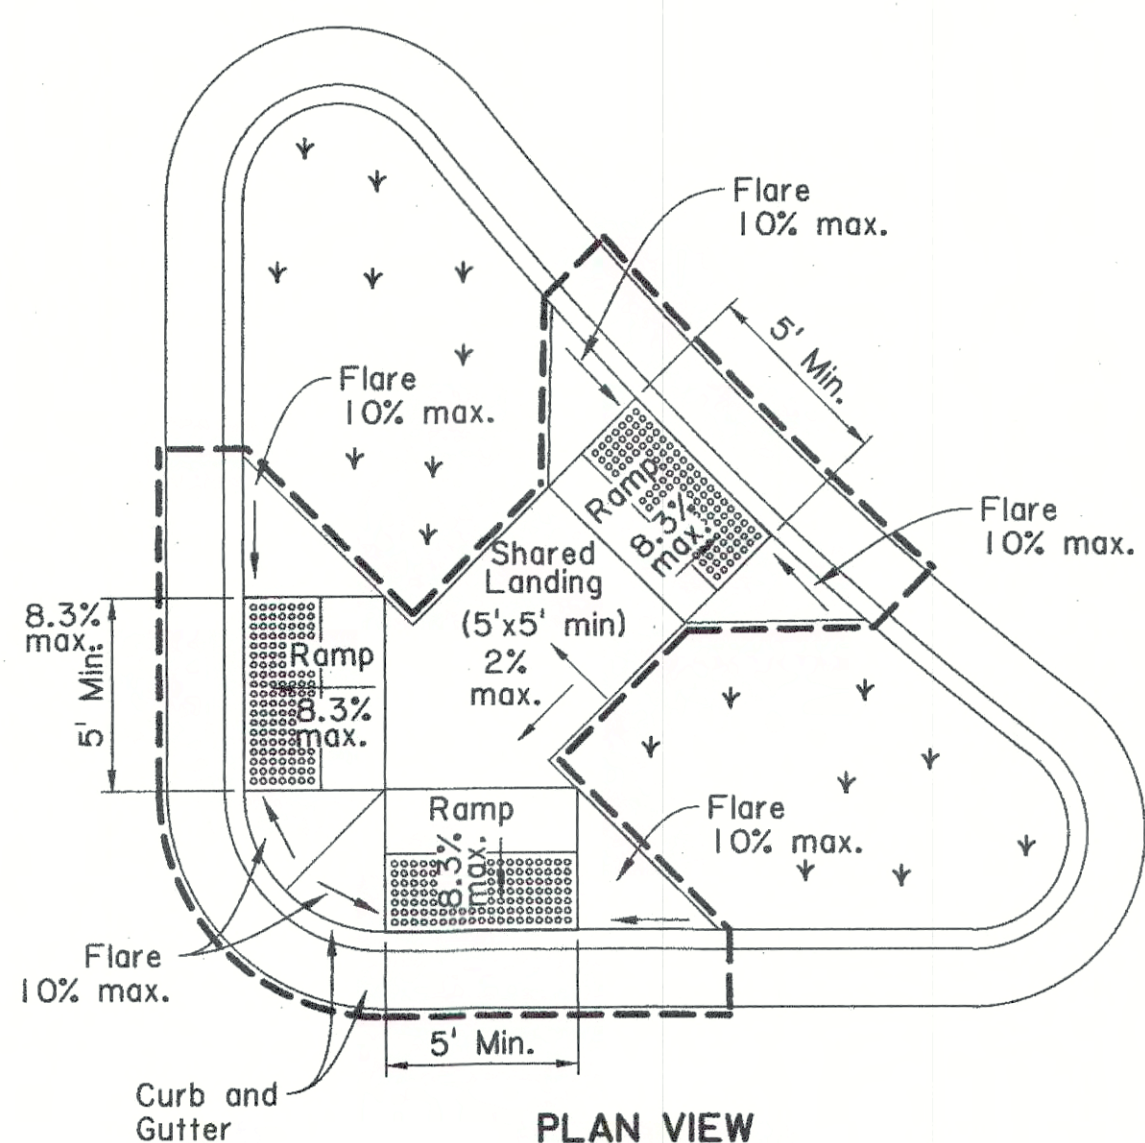 Flare
10% max.
5' Min.
Flare
10% max.
Ramp
8.3%
max.
Flare
10% max.
Shared
Landing
(5'x5' min)
2%
max.
8.3%
max.
5' Min.
Ramp
8.3%
max.
Ramp
8.3%
max.
Flare
10% max.
Flare
10% max.
5' Min.
Curb and
Gutter
PLAN VIEW